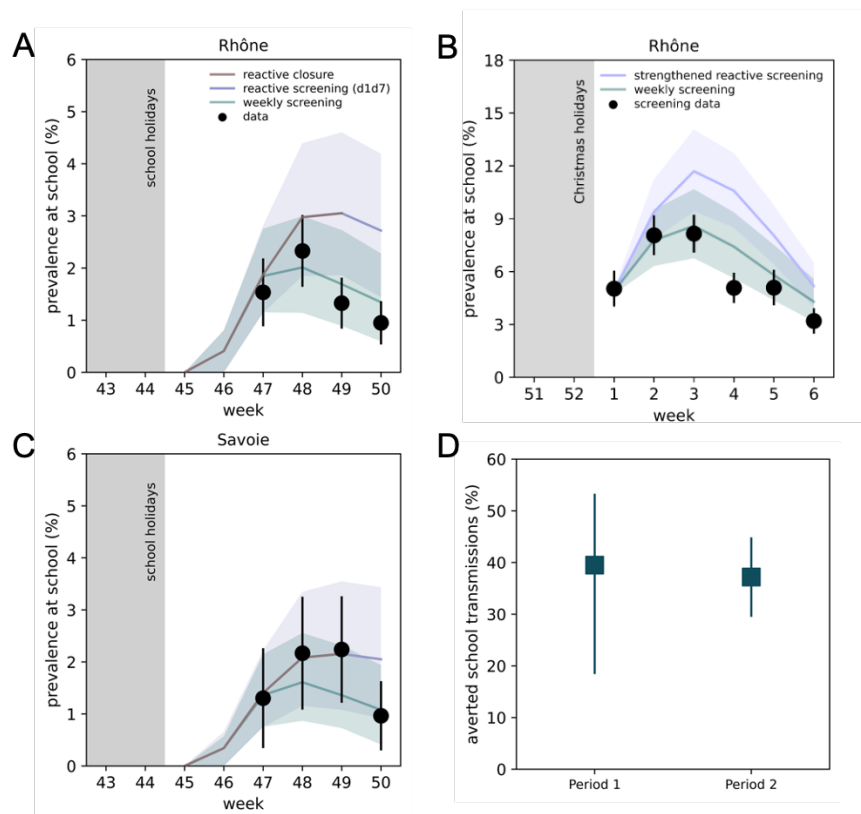 A
Rhône
6
5
4
3
2
1
0
prevalence at school (%)
school holidays
reactive closure
reactive screening (d1d7)
weekly screening
data
43 44 45 46 47 48 49 50
week
B
Rhône
18
15
12
9
6
3
0
prevalence at school (%)
Christmas holidays
strengthened reactive screening
weekly screening
screening data
51 52 1 2 3 4 5 6
week
C
Savoie
6
5
4
3
2
1
0
prevalence at school (%)
school holidays
43 44 45 46 47 48 49 50
week
D
60
50
40
30
20
10
0
averted school transmissions (%)
Period 1 Period 2